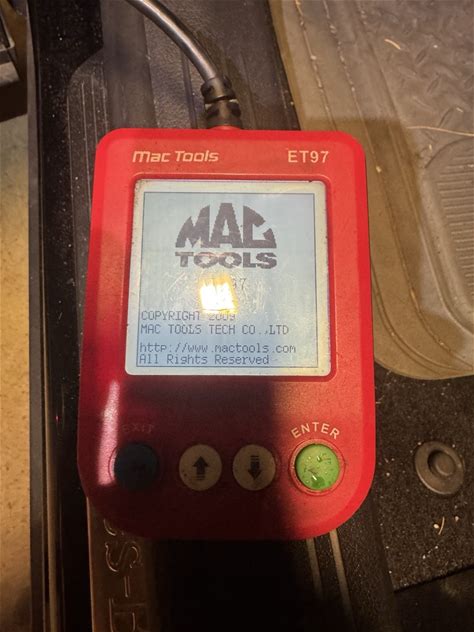 Mac Tools ET97
MAC
TOOLS
COPYRIGHT 2009
MAC TOOLS TECH CO.,LTD
http://www.mactools.com
All Rights Reserved
EXIT
ENTER